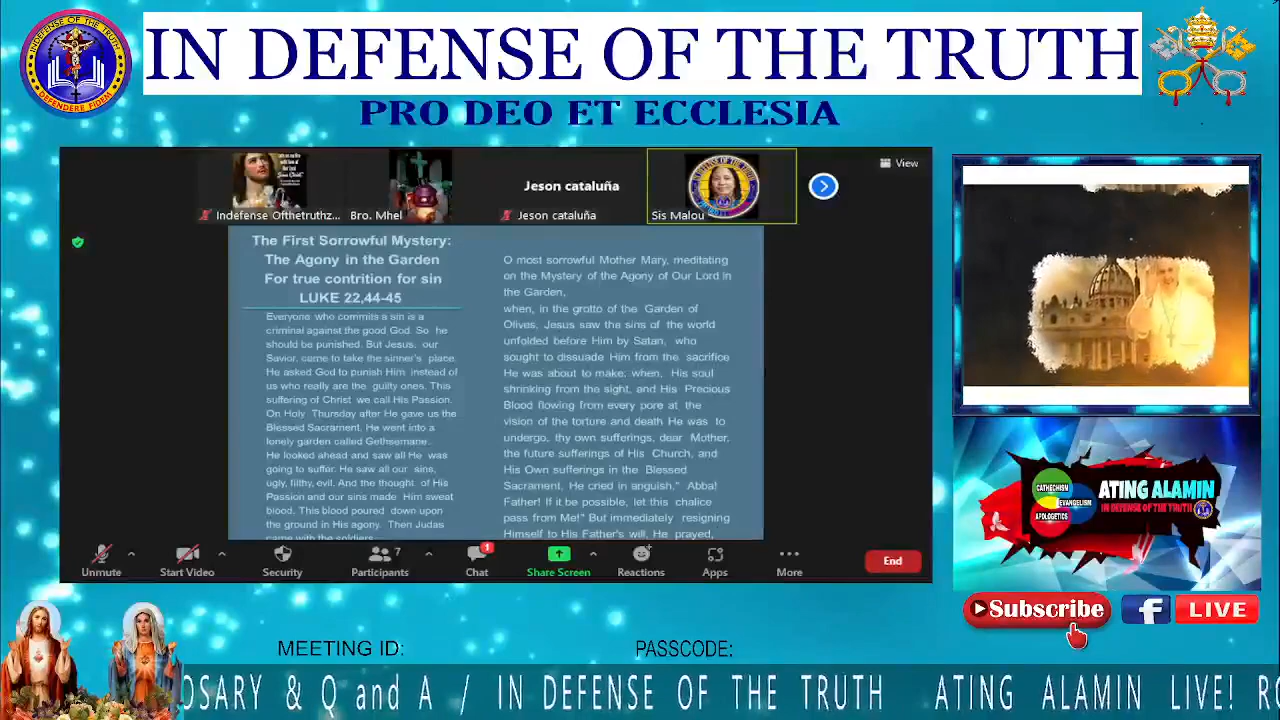 INDEFENSE OF THE TRUTH
DEFENDERE FIDEM
IN DEFENSE OF THE TRUTH
PRO DEO ET ECCLESIA
View
Jeson cataluña
Indefense Ofthetruthz...
Bro. Mhel
Jeson cataluña
Sis Malou
The First Sorrowful Mystery:
The Agony in the Garden
For true contrition for sin
LUKE 22,44-45
Everyone who commits a sin is a
criminal against the good God. So he
should be punished. But Jesus, our
Savior, came to take the sinner's place.
He asked God to punish Him instead of
us who really are the guilty ones. This
suffering of Christ we call His Passion.
On Holy Thursday after He gave us the
Blessed Sacrament, He went into a
lonely garden called Gethsemane.
He looked ahead and saw all He was
going to suffer. He saw all our sins,
ugly, filthy, evil. And the thought of His
Passion and our sins made Him sweat
blood. This blood poured down upon
the ground in His agony. Then Judas
came with the soldiers
O most sorrowful Mother Mary, meditating
on the Mystery of the Agony of Our Lord in
the Garden,
when, in the grotto of the Garden of
Olives, Jesus saw the sins of the world
unfolded before Him by Satan, who
sought to dissuade Him from the sacrifice
He was about to make; when, His soul
shrinking from the sight, and His Precious
Blood flowing from every pore at the
vision of the torture and death He was to
undergo, thy own sufferings, dear Mother,
the future sufferings of His Church, and
His Own sufferings in the Blessed
Sacrament, He cried in anguish," Abba!
Father! If it be possible, let this chalice
pass from Me!" But immediately resigning
Himself to His Father's will, He prayed,
Unmute
Start Video
Security
7
Participants
1
Chat
Share Screen
Reactions
Apps
More
End
CATECHISM
EVANGELISM
APOLOGETICS
ATING ALAMIN
IN DEFENSE OF THE TRUTH
Subscribe
f
LIVE
MEETING ID:
PASSCODE:
OSARY & Q and A / IN DEFENSE OF THE TRUTH ATING ALAMIN LIVE! RO